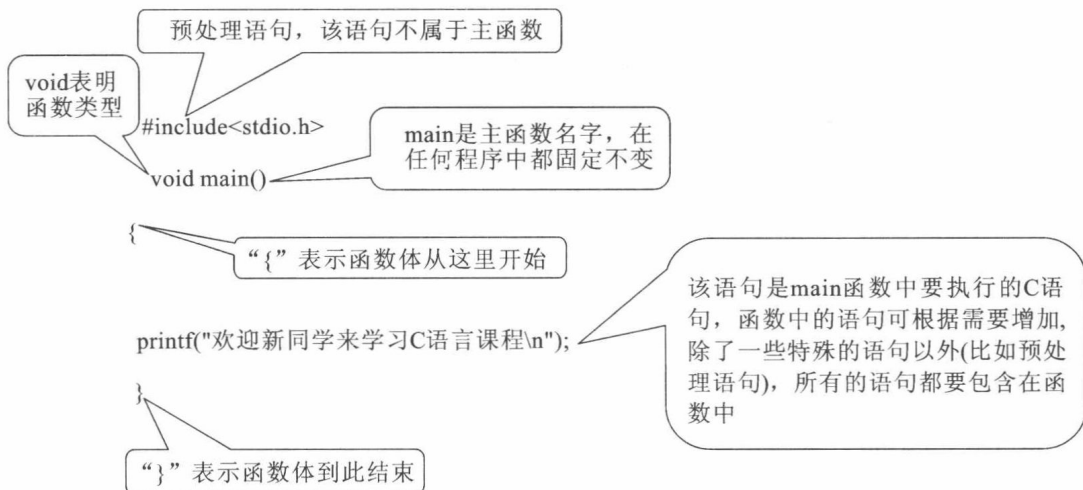 预处理语句，该语句不属于主函数
void表明
函数类型
#include<stdio.h>
main是主函数名字，在
任何程序中都固定不变
void main()
{
“{”表示函数体从这里开始
该语句是main函数中要执行的C语
句，函数中的语句可根据需要增加,
除了一些特殊的语句以外(比如预处
理语句)，所有的语句都要包含在函
数中
printf("欢迎新同学来学习C语言课程\n");
}
“}”表示函数体到此结束